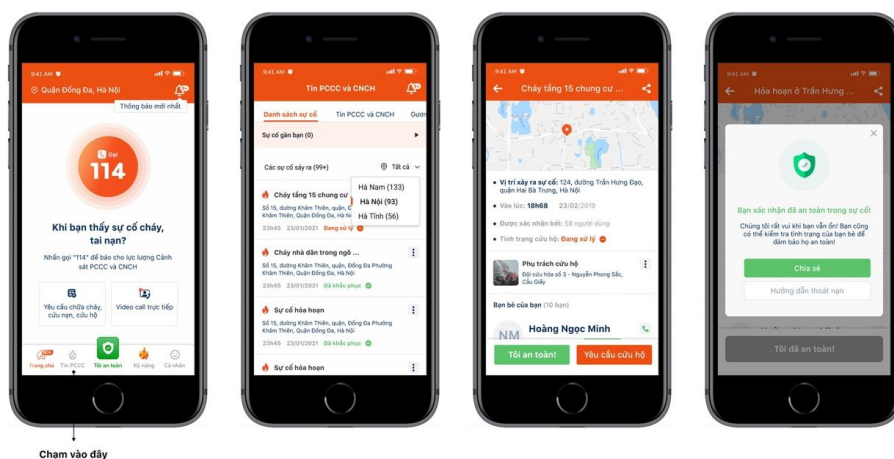 9:41 AM
Quận Đống Đa, Hà Nội
Thông báo mới nhất
Gọi
114
Khi bạn thấy sự cố cháy,
tai nạn?
Nhấn gọi "114" để báo cho lực lượng Cảnh
sát PCCC và CNCH
Yêu cầu chữa cháy,
cứu nạn, cứu hộ
Video call trực tiếp
Trang chủ
Tin PCCC
Tôi an toàn
Kỹ năng
Cá nhân
Chạm vào đây
9:41 AM
Tin PCCC và CNCH
Danh sách sự cố
Tin PCCC và CNCH
Gươn
Sự cố gần bạn (0)
Các sự cố sảy ra (99+)
Tất cả
Hà Nam (133)
Hà Nội (93)
Hà Tĩnh (56)
Cháy tầng 15 chung cư
Số 15, đường Khâm Thiên, quận, Đ
Khâm Thiên, Quận Đống Đa, Hà N
23h45 23/01/2021 Đang xử lý
Cháy nhà dân trong ngõ ...
Số 15, đường Khâm Thiên, quận, Đống Đa Phường
Khâm Thiên, Quận Đống Đa, Hà Nội
23h45 23/01/2021 Đã khắc phục
Sự cố hỏa hoạn
Số 15, đường Khâm Thiên, quận, Đống Đa Phường
Khâm Thiên, Quận Đống Đa, Hà Nội
23h45 23/01/2021 Đã khắc phục
Sự cố hỏa hoạn
9:41 AM
Cháy tầng 15 chung cư ...
Vị trí xảy ra sự cố: 124, đường Trần Hưng Đạo,
quận Hai Bà Trưng, Hà Nội
Vào lúc: 18h68 23/02/2019
Được xác nhận bởi: 58 người dùng
Tình trạng cứu hộ: Đang xử lý
Phụ trách cứu hộ
Đội cứu hỏa số 3 - Nguyễn Phong Sắc,
Cầu Giấy
Bạn bè của bạn (10 bạn)
NM
Hoàng Ngọc Minh
Tôi an toàn!
Yêu cầu cứu hộ
9:41 AM
Hỏa hoạn ở Trần Hưng ...
Bạn xác nhận đã an toàn trong sự cố!
Chúng tôi rất vui khi bạn vẫn ổn! Bạn cũng
có thể kiểm tra tình trạng của bạn bè để
đảm bảo họ an toàn!
Chia sẻ
Hướng dẫn thoát nạn
Tôi đã an toàn!